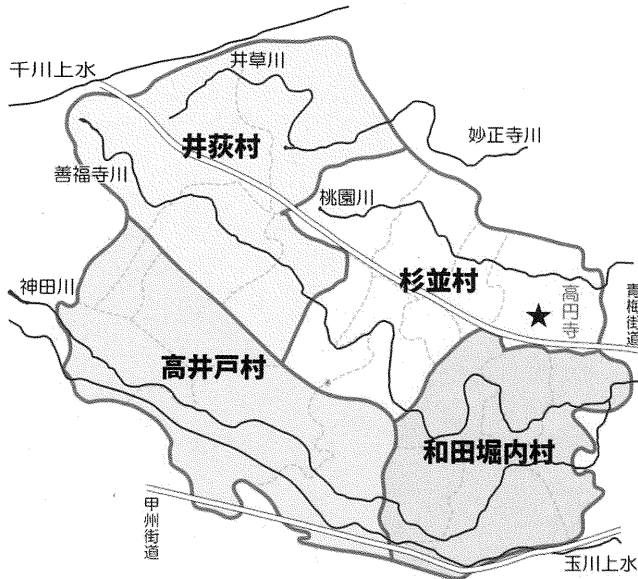 千川上水
井草川
井荻村
妙正寺川
善福寺川
桃園川
神田川
杉並村
高円寺
青梅街道
高井戸村
和田堀内村
甲州街道
玉川上水